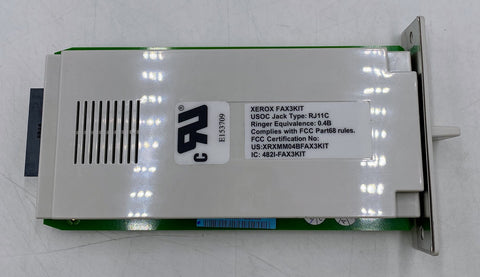 XEROX FAX3KIT
USOC Jack Type: RJ11C
Ringer Equivalence: 0.4B
Complies with FCC Part68 rules.
FCC Certification No:
US:XRXMM04BFAX3KIT
IC: 482I-FAX3KIT
C
E153709